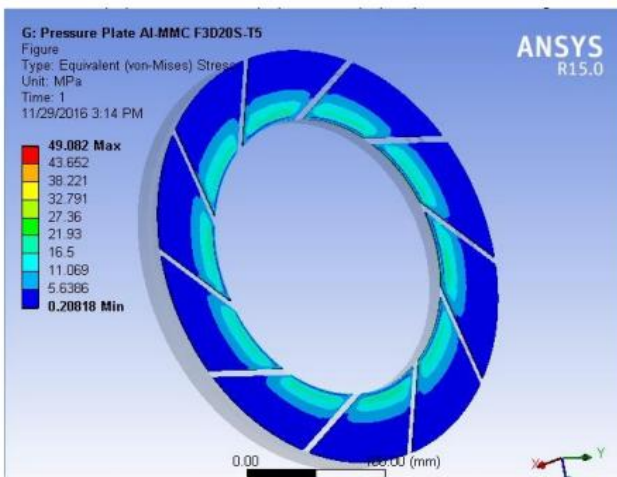 G: Pressure Plate Al-MMC F3D20S-T5
Figure
Type: Equivalent (von-Mises) Stress
Unit: MPa
Time: 1
11/29/2016 3:14 PM
49.082 Max
43.652
38.221
32.791
27.36
21.93
16.5
11.069
5.6386
0.20818 Min
ANSYS
R15.0
0.00
100.00 (mm)
X
Y